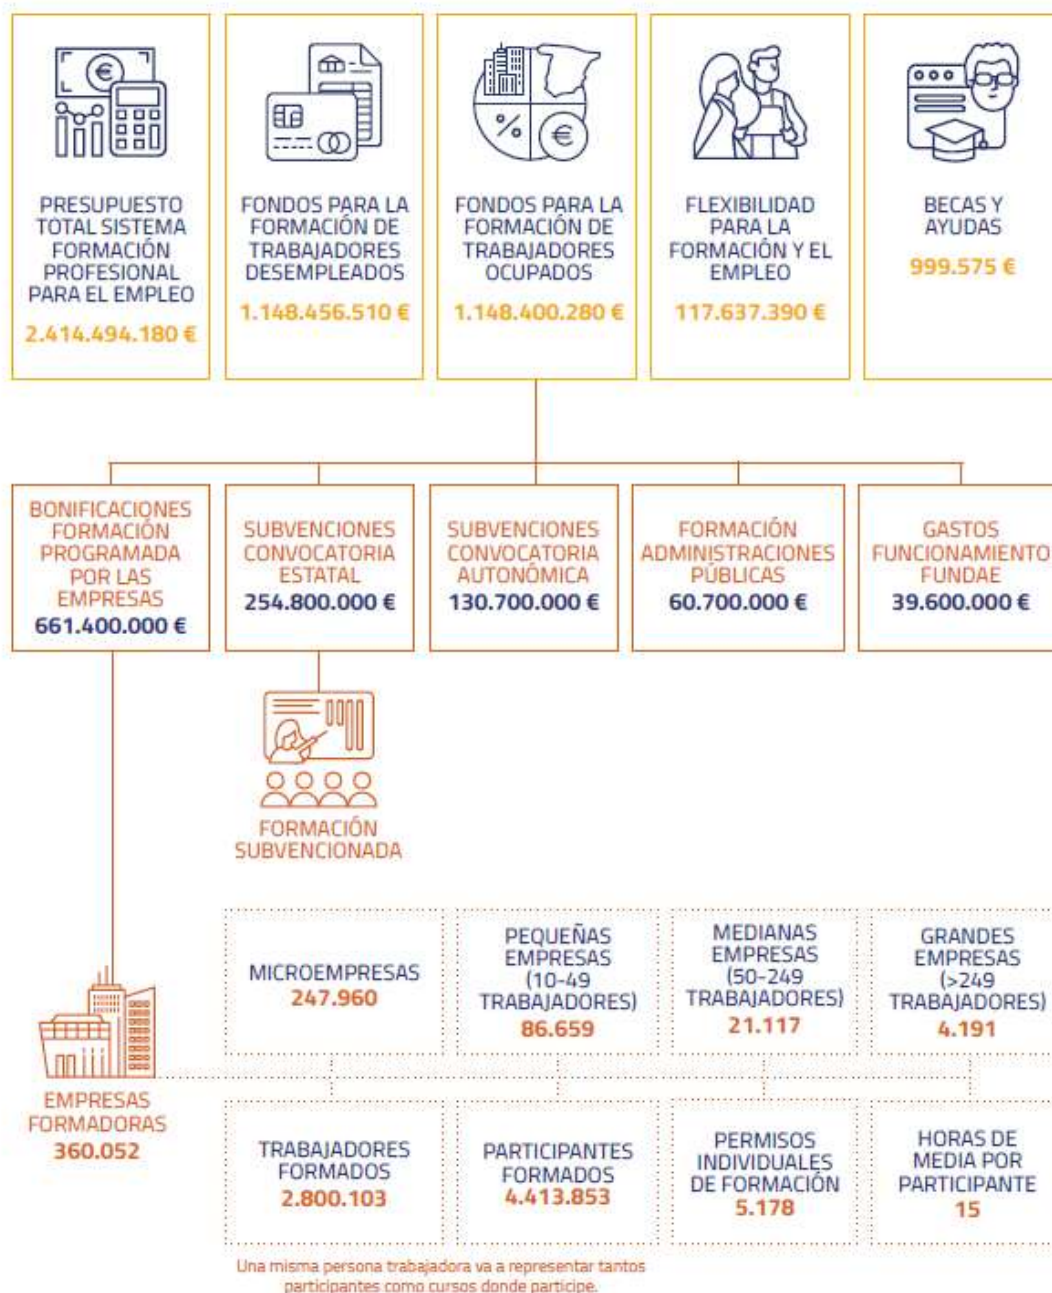 PRESUPUESTO
TOTAL SISTEMA
FORMACIÓN
PROFESIONAL
PARA EL EMPLEO
2.414.494.180 €
FONDOS PARA LA
FORMACIÓN DE
TRABAJADORES
DESEMPLEADOS
1.148.456.510 €
FONDOS PARA LA
FORMACIÓN DE
TRABAJADORES
OCUPADOS
1.148.400.280 €
FLEXIBILIDAD
PARA LA
FORMACIÓN Y EL
EMPLEO
117.637.390 €
BECAS Y
AYUDAS
999.575 €
BONIFICACIONES
FORMACIÓN
PROGRAMADA
POR LAS
EMPRESAS
661.400.000 €
SUBVENCIONES
CONVOCATORIA
ESTATAL
254.800.000 €
SUBVENCIONES
CONVOCATORIA
AUTONÓMICA
130.700.000 €
FORMACIÓN
ADMINISTRACIONES
PÚBLICAS
60.700.000 €
GASTOS
FUNCIONAMIENTO
FUNDAE
39.600.000 €
FORMACIÓN
SUBVENCIONADA
EMPRESAS
FORMADORAS
360.052
MICROEMPRESAS
247.960
PEQUEÑAS
EMPRESAS
(10-49
TRABAJADORES)
86.659
MEDIANAS
EMPRESAS
(50-249
TRABAJADORES)
21.117
GRANDES
EMPRESAS
(>249
TRABAJADORES)
4.191
TRABAJADORES
FORMADOS
2.800.103
PARTICIPANTES
FORMADOS
4.413.853
PERMISOS
INDIVIDUALES
DE FORMACIÓN
5.178
HORAS DE
MEDIA POR
PARTICIPANTE
15
Una misma persona trabajadora va a representar tantos
participantes como cursos donde participe.